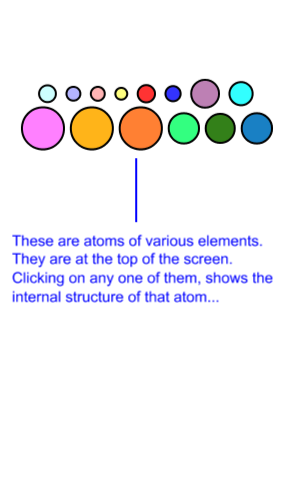 These are atoms of various elements.
They are at the top of the screen.
Clicking on any one of them, shows the
internal structure of that atom...